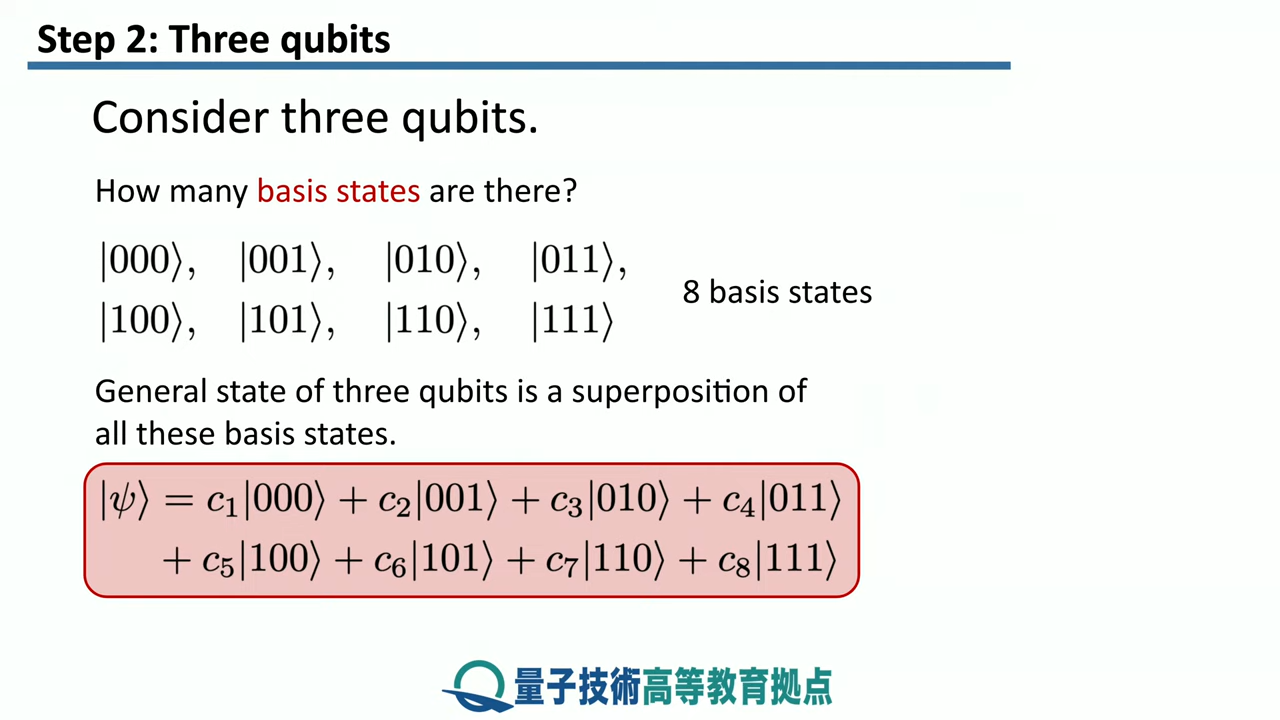 Step 2: Three qubits
Consider three qubits.
How many basis states are there?
|000⟩, |001⟩, |010⟩, |011⟩,
|100⟩, |101⟩, |110⟩, |111⟩
8 basis states
General state of three qubits is a superposition of
all these basis states.
|ψ⟩ = c₁|000⟩ + c₂|001⟩ + c₃|010⟩ + c₄|011⟩
+ c₅|100⟩ + c₆|101⟩ + c₇|110⟩ + c₈|111⟩
量子技術高等教育拠点